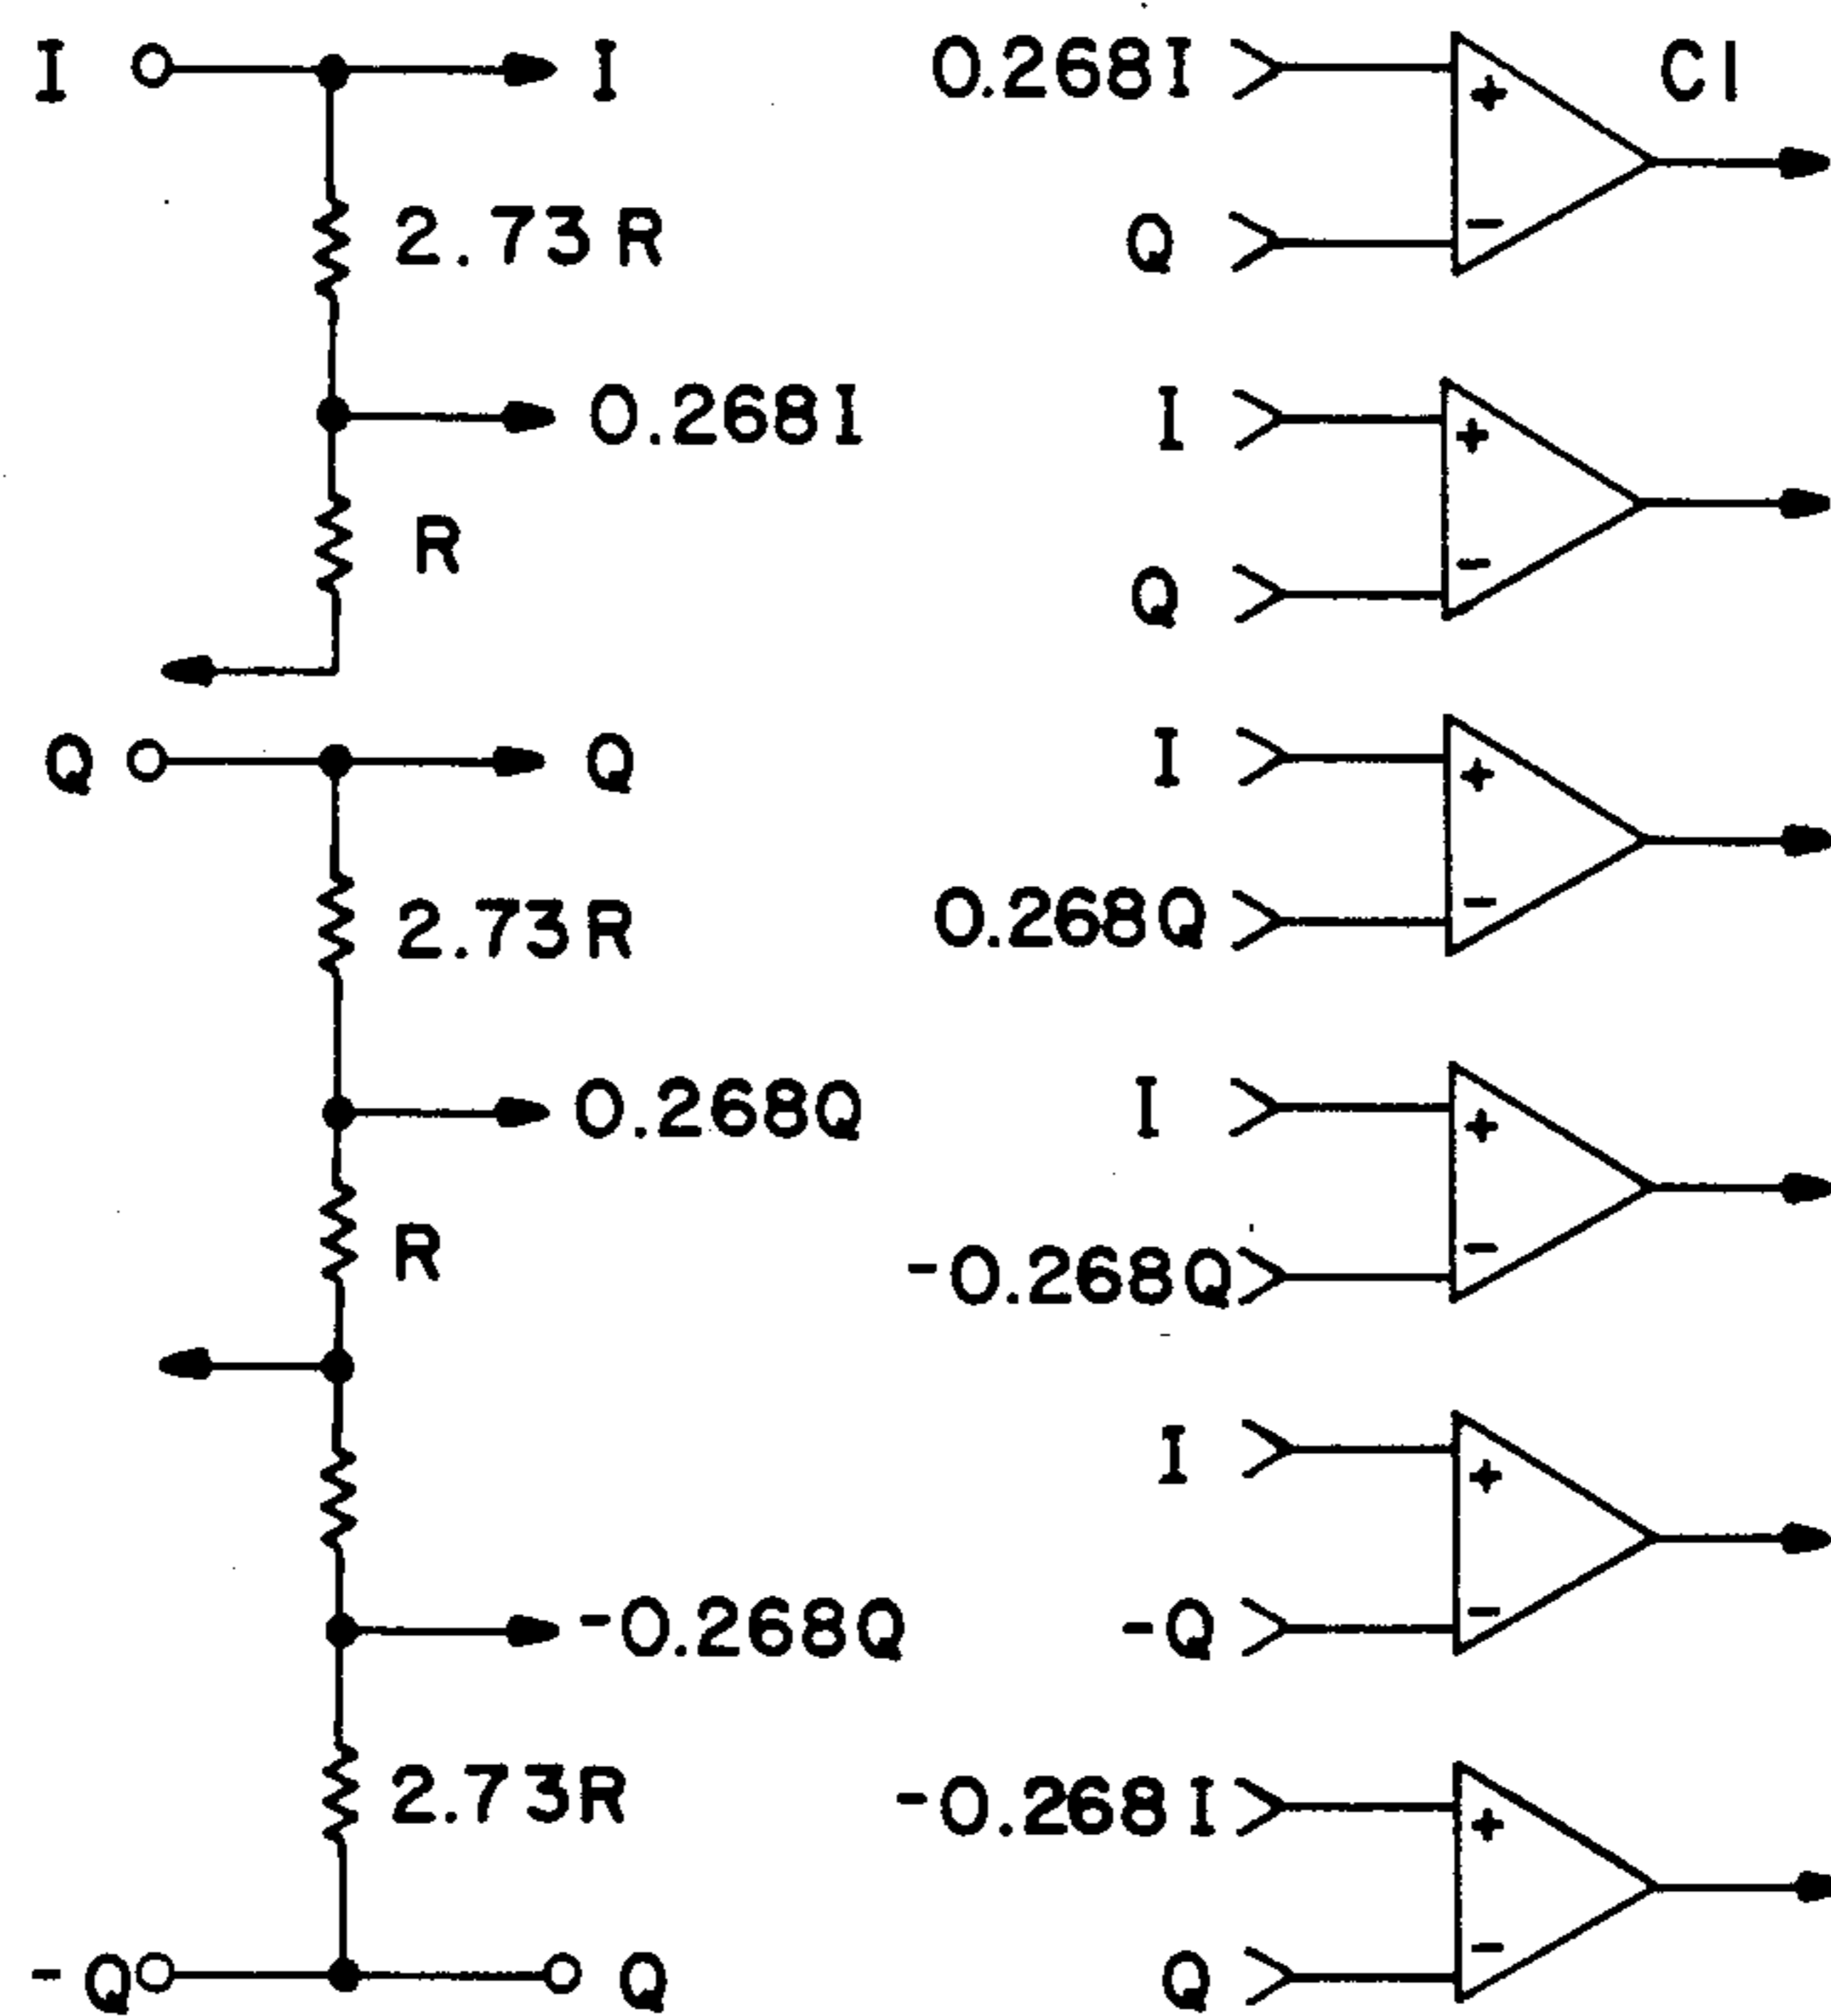 I
I
2.73 R
0.268I
R
Q
Q
2.73R
0.268Q
R
-0.268Q
2.73R
-Q
Q
0.268I
Q
+
-
C1
I
Q
+
-
I
0.268Q
+
-
I
-0.268Q
+
-
I
-Q
+
-
-0.268I
Q
+
-